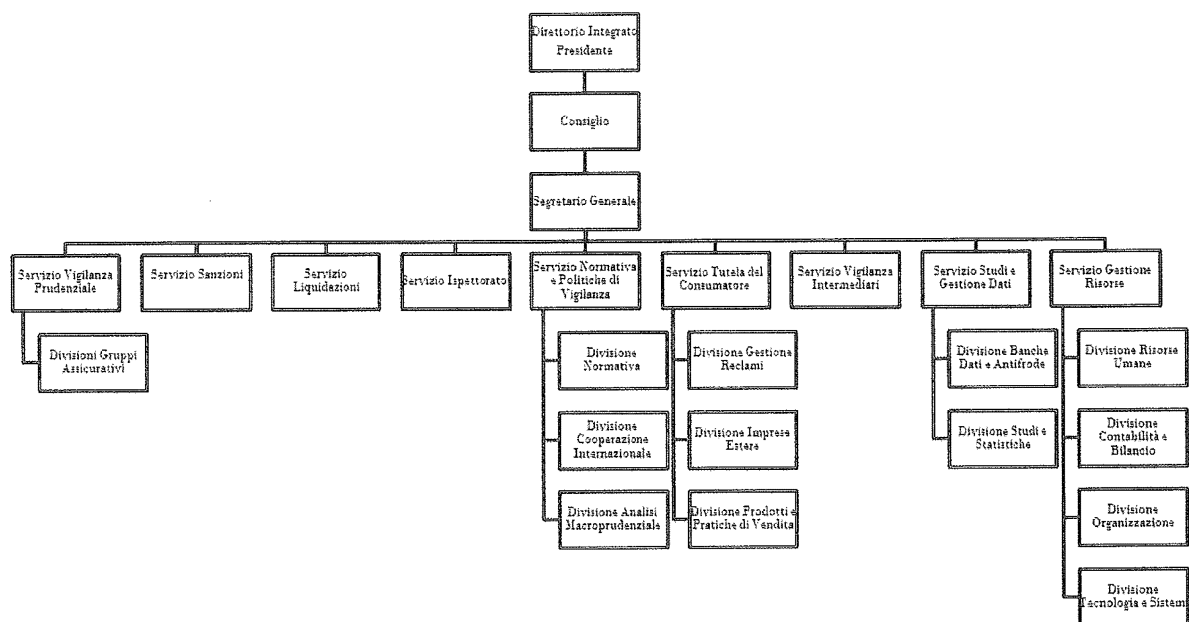 Direttorio Integrato
Presidente
Consiglio
Segretario Generale
Servizio Vigilanza
Prudenziale
Servizio Sanzioni
Servizio
Liquidazioni
Servizio Ispettorato
Servizio Normativa
e Politiche di
Vigilanza
Servizio Tutela del
Consumatore
Servizio Vigilanza
Intermediari
Servizio Studi e
Gestione Dati
Servizio Gestione
Risorse
Divisioni Gruppi
Assicurativi
Divisione
Normativa
Divisione
Cooperazione
Internazionale
Divisione Analisi
Macroprudenziale
Divisione Gestione
Reclami
Divisione Imprese
Estere
Divisione Prodotti e
Pratiche di Vendita
Divisione Banche
Dati e Antifrode
Divisione Studi e
Statistiche
Divisione Risorse
Umane
Divisione
Contabilità e
Bilancio
Divisione
Organizzazione
Divisione
Tecnologia e Sistemi